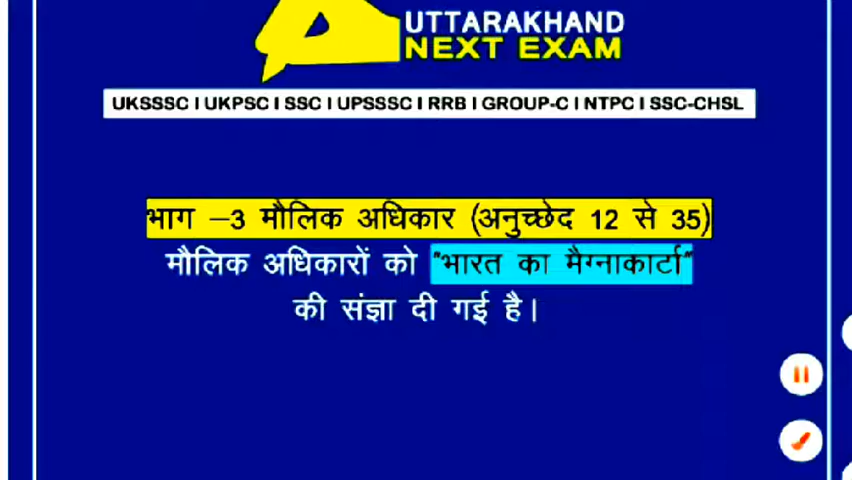 UTTARAKHAND
NEXT EXAM
UKSSSC I UKPSC I SSC I UPSSSC I RRB I GROUP-C I NTPC I SSC-CHSL
भाग –3 मौलिक अधिकार (अनुच्छेद 12 से 35)
मौलिक अधिकारों को "भारत का मैग्नाकार्टा"
की संज्ञा दी गई है।